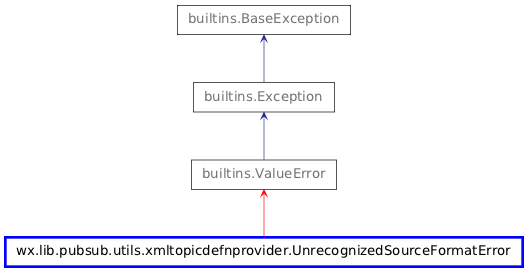 builtins.BaseException
builtins.Exception
builtins.ValueError
wx.lib.pubsub.utils.xmltopicdefnprovider.UnrecognizedSourceFormatError